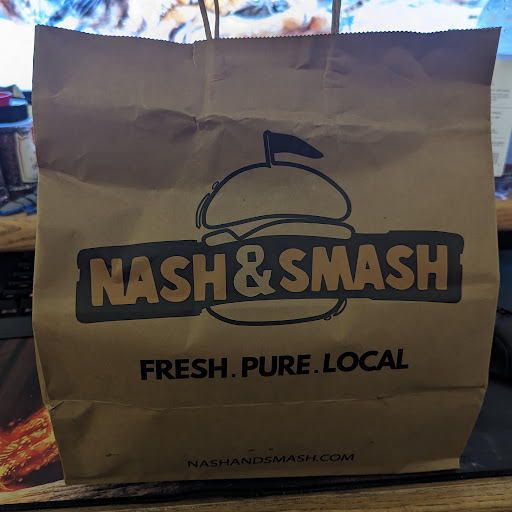 NASH & SMASH
FRESH . PURE . LOCAL
NASHANDSMASH.COM